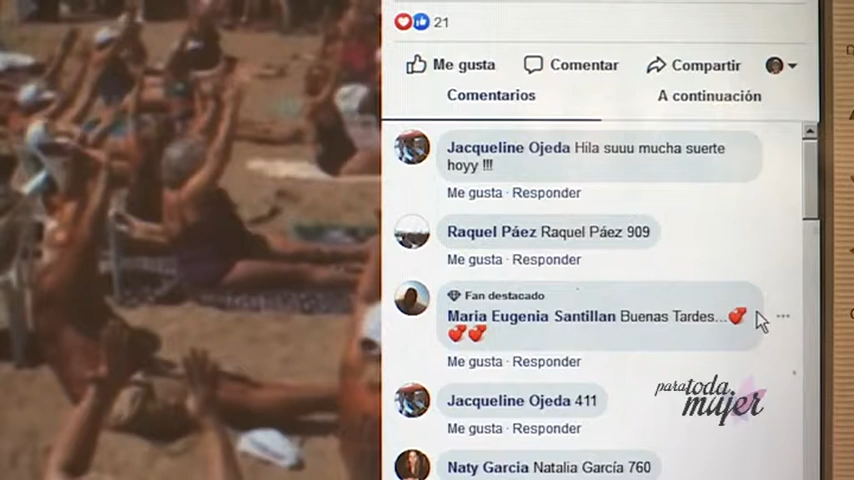 21
Me gusta
Comentar
Compartir
Comentarios
A continuación
Jacqueline Ojeda Hila suuu mucha suerte
hoyy !!!
Me gusta · Responder
Raquel Páez Raquel Páez 909
Me gusta · Responder
Fan destacado
Maria Eugenia Santillan Buenas Tardes...💕
💕💕
Me gusta · Responder
Jacqueline Ojeda 411
Me gusta · Responder
Naty Garcia Natalia García 760
para toda
mujer